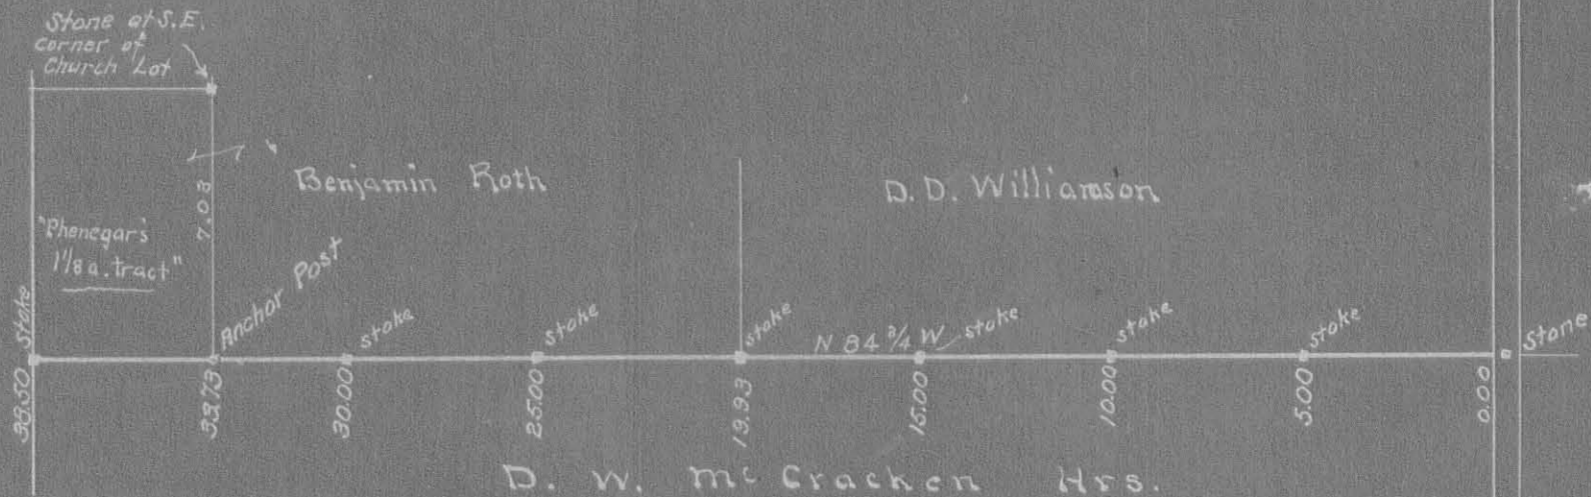 Stone at S.E.
Corner of
Church Lot
Benjamin Roth
D. D. Williamson
7.03
"Phenegar's
1 1/8 a. tract"
Stake
Anchor Post
stake
stake
stake
N 84 3/4 W
stake
stake
stake
Stone
38.50
33.73
30.00
25.00
19.93
15.00
10.00
5.00
0.00
D. W. McCracken Hrs.